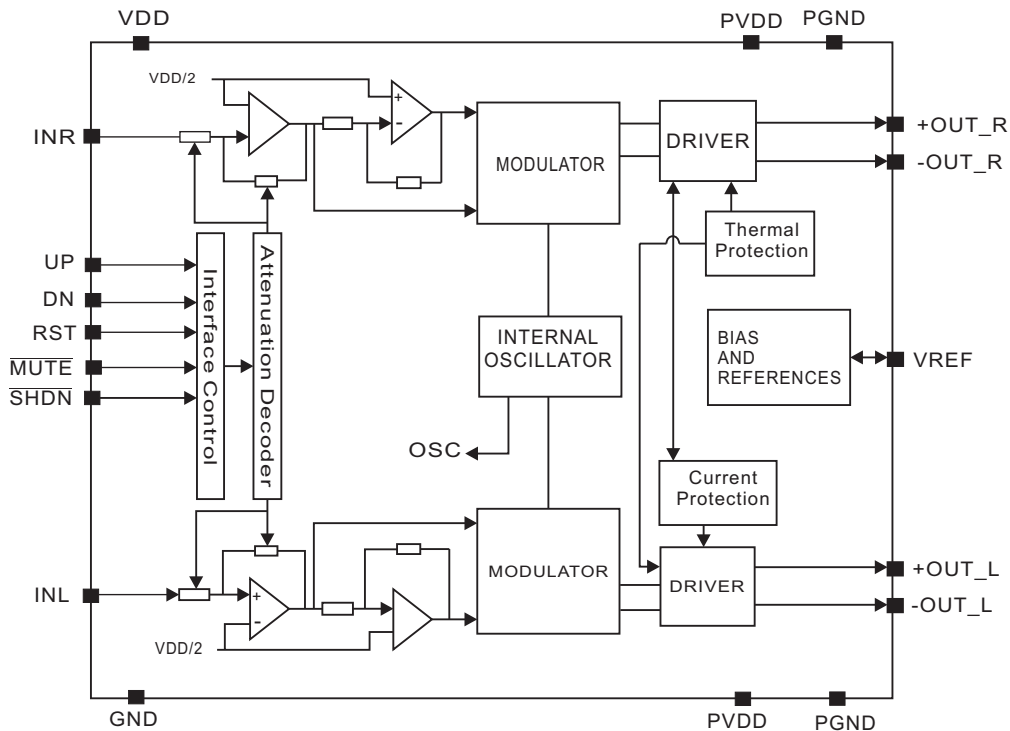 VDD
PVDD
PGND
VDD/2
+
-
INR
MODULATOR
DRIVER
+OUT_R
-OUT_R
Thermal
Protection
UP
DN
RST
MUTE
SHDN
Interface Control
Attenuation Decoder
INTERNAL
OSCILLATOR
BIAS
AND
REFERENCES
VREF
OSC
Current
Protection
INL
+
-
MODULATOR
DRIVER
+OUT_L
-OUT_L
VDD/2
GND
PVDD
PGND